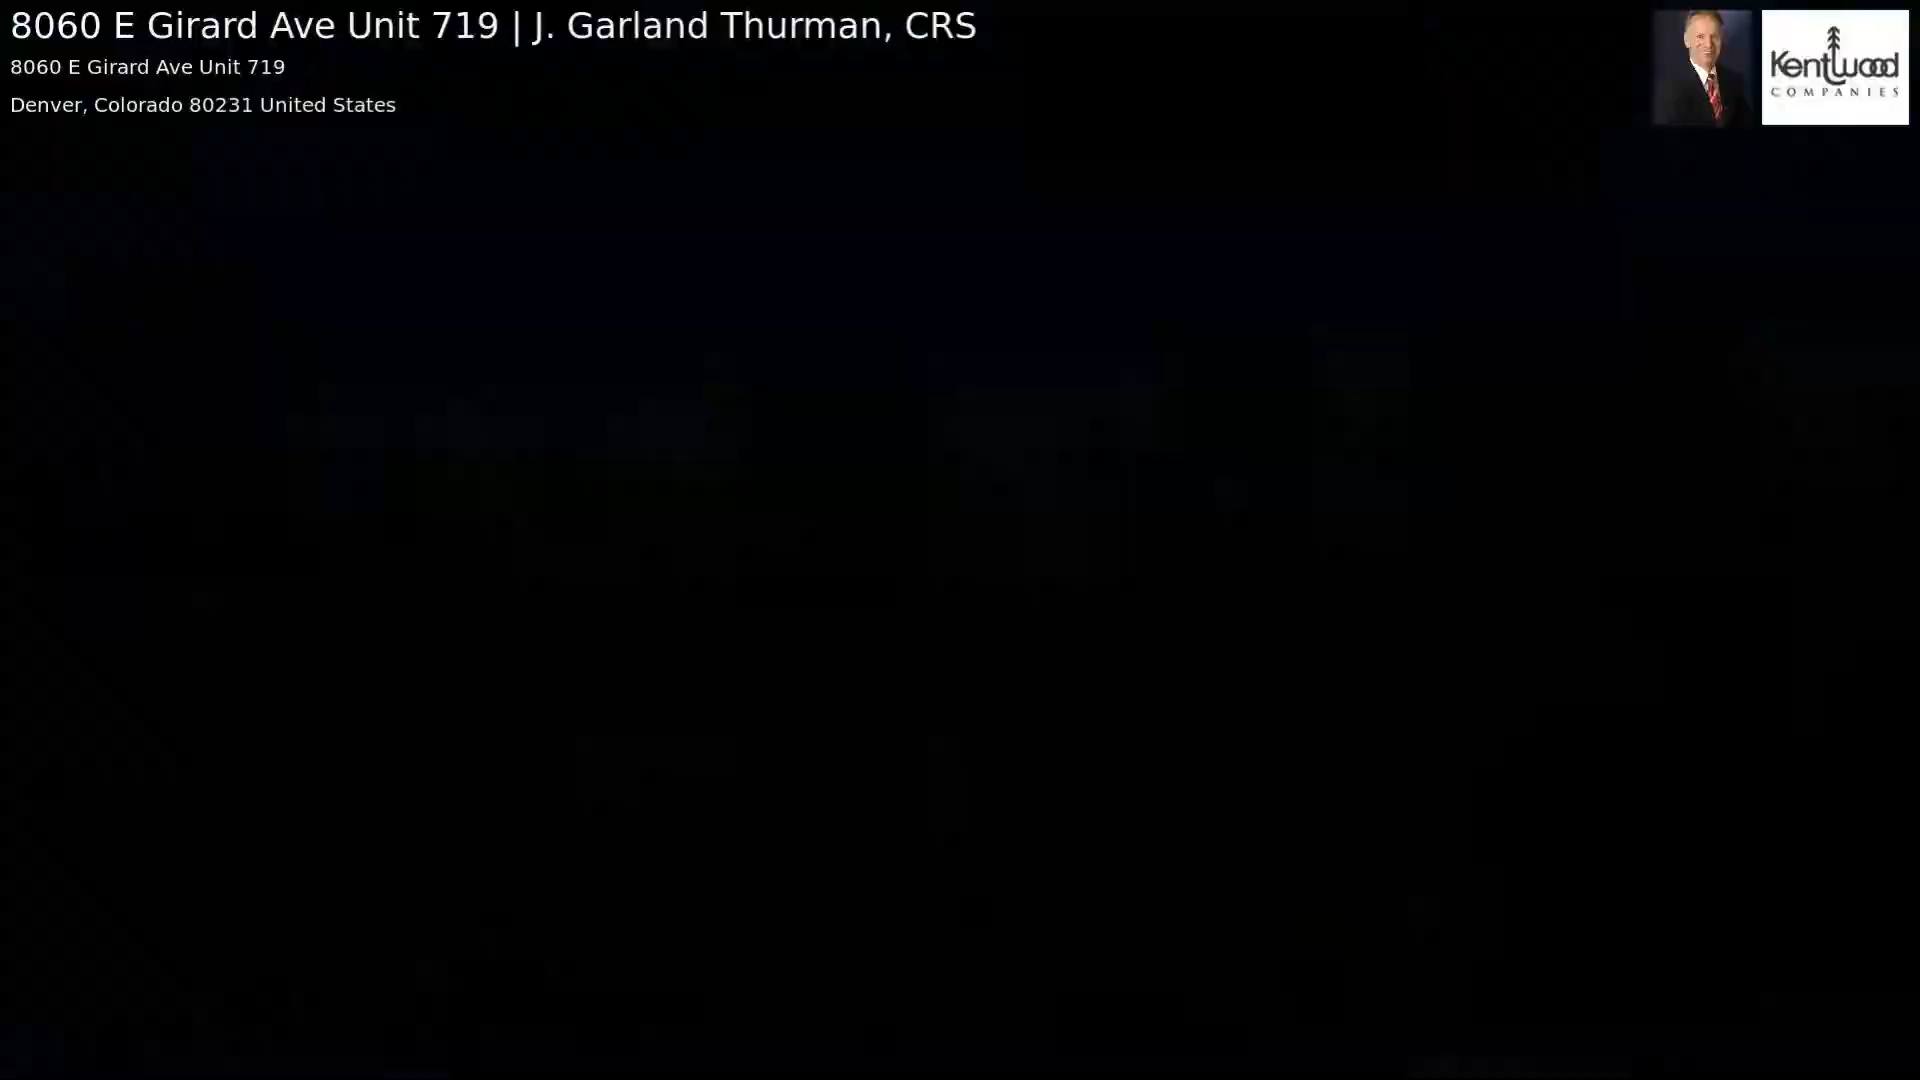 8060 E Girard Ave Unit 719 | J. Garland Thurman, CRS
8060 E Girard Ave Unit 719
Denver, Colorado 80231 United States
Kentwood
COMPANIES